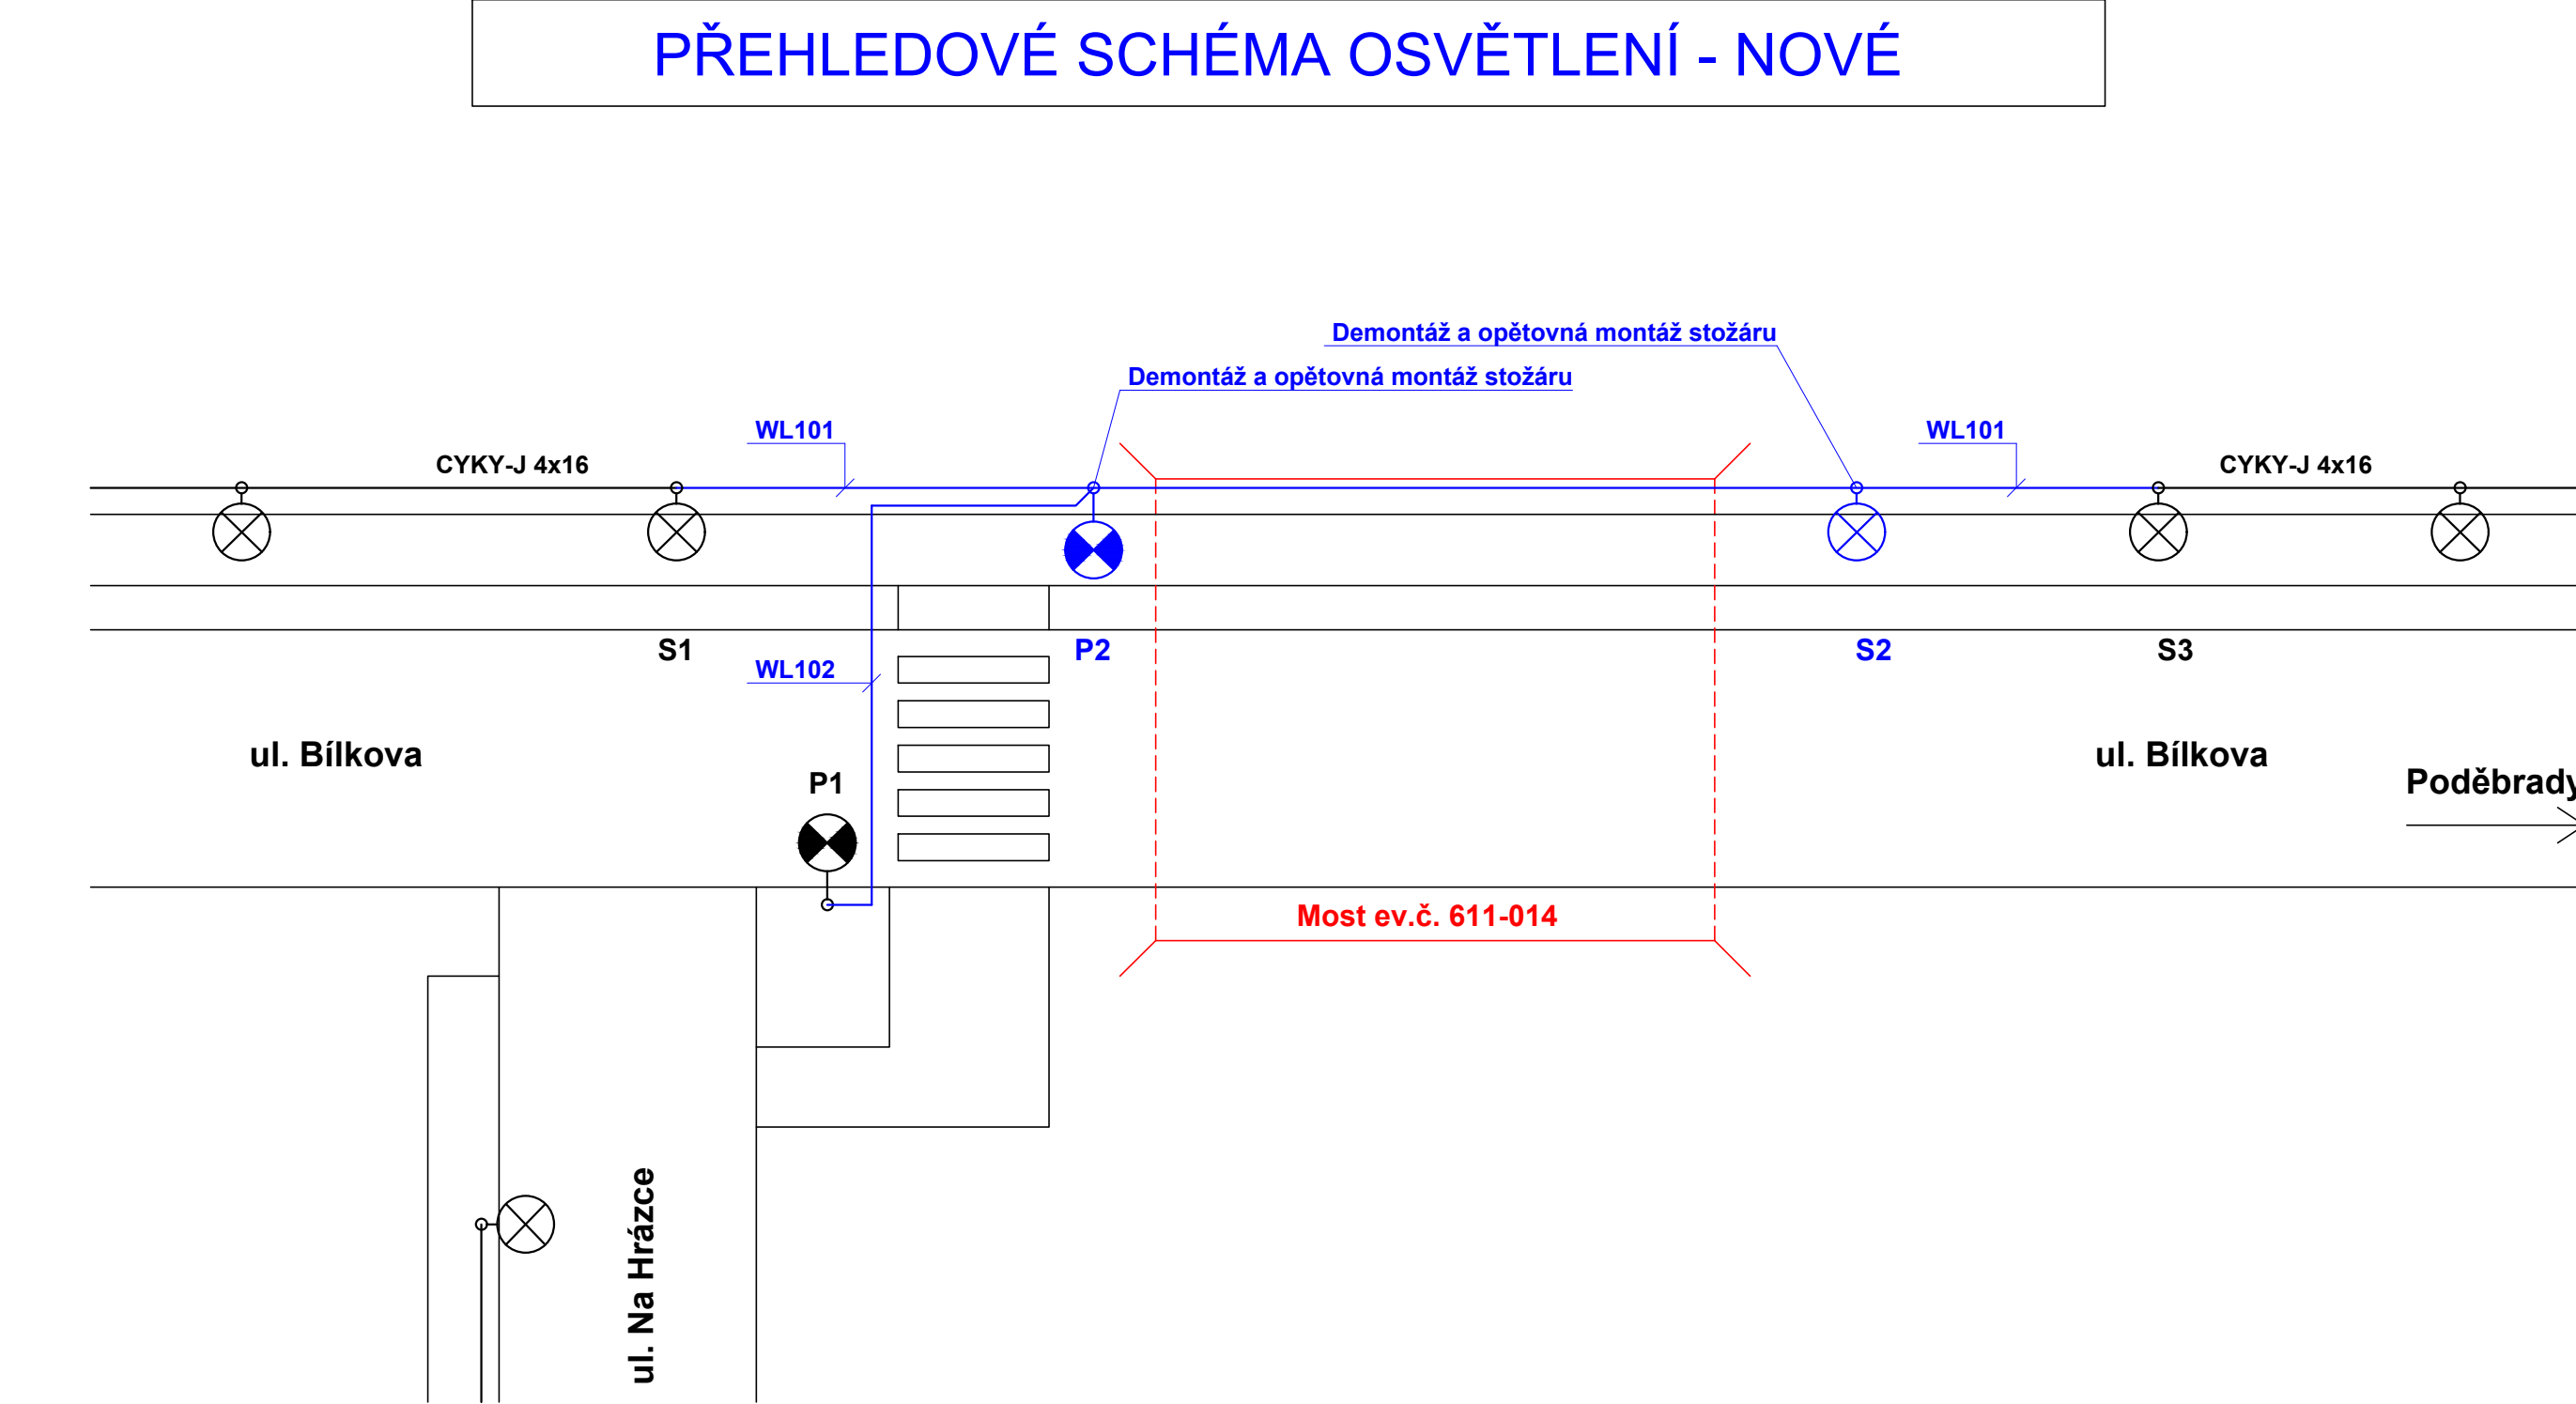 PŘEHLEDOVÉ SCHÉMA OSVĚTLENÍ - NOVÉ
Demontáž a opětovná montáž stožáru
Demontáž a opětovná montáž stožáru
WL101
WL101
CYKY-J 4x16
CYKY-J 4x16
S1
P2
S2
S3
WL102
ul. Bílkova
ul. Bílkova
P1
Poděbrady
Most ev.č. 611-014
ul. Na Hrázce